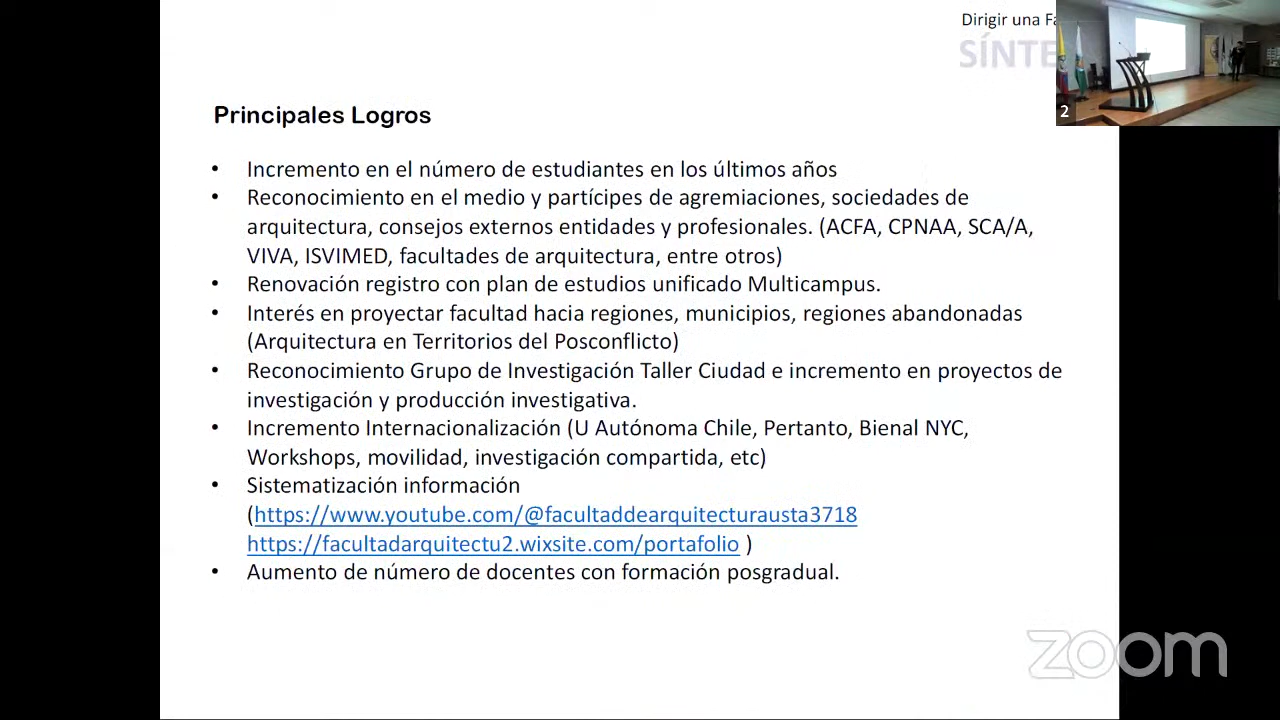 Dirigir una
SÍNTE
2
Principales Logros
• Incremento en el número de estudiantes en los últimos años
• Reconocimiento en el medio y partícipes de agremiaciones, sociedades de
arquitectura, consejos externos entidades y profesionales. (ACFA, CPNAA, SCA/A,
VIVA, ISVIMED, facultades de arquitectura, entre otros)
• Renovación registro con plan de estudios unificado Multicampus.
• Interés en proyectar facultad hacia regiones, municipios, regiones abandonadas
(Arquitectura en Territorios del Posconflicto)
• Reconocimiento Grupo de Investigación Taller Ciudad e incremento en proyectos de
investigación y producción investigativa.
• Incremento Internacionalización (U Autónoma Chile, Pertanto, Bienal NYC,
Workshops, movilidad, investigación compartida, etc)
• Sistematización información
(https://www.youtube.com/@facultaddearquitecturausta3718
https://facultadarquitectu2.wixsite.com/portafolio )
• Aumento de número de docentes con formación posgradual.
zoom